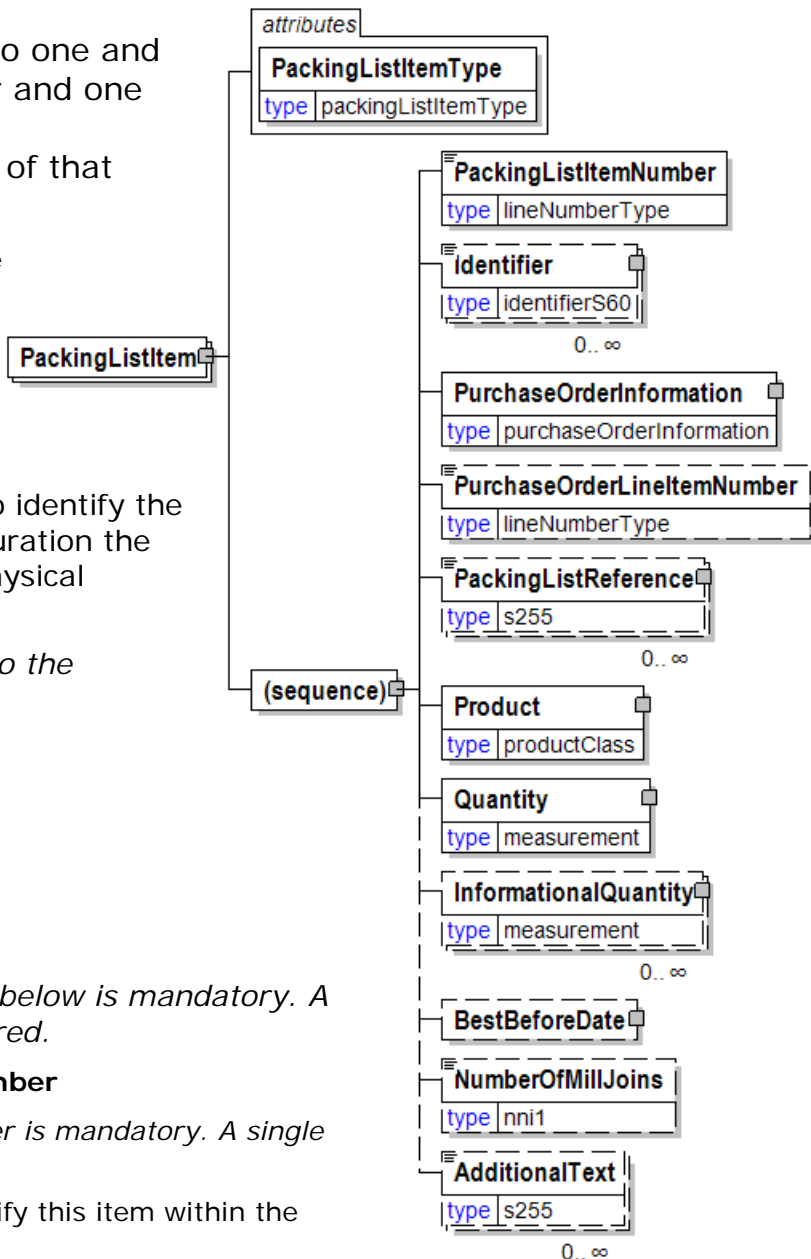 o one and
r and one
of that
e
o identify the
uration the
hysical
o the
below is mandatory. A
red.
nber
er is mandatory. A single
ify this item within the
attributes
PackingListItemType
type packingListItemType
PackingListItem
(sequence)
PackingListItemNumber
type lineNumberType
Identifier
type identifierS60
0.. ∞
PurchaseOrderInformation
type purchaseOrderInformation
PurchaseOrderLineItemNumber
type lineNumberType
PackingListReference
type s255
0.. ∞
Product
type productClass
Quantity
type measurement
InformationalQuantity
type measurement
0.. ∞
BestBeforeDate
NumberOfMillJoins
type nni1
AdditionalText
type s255
0.. ∞